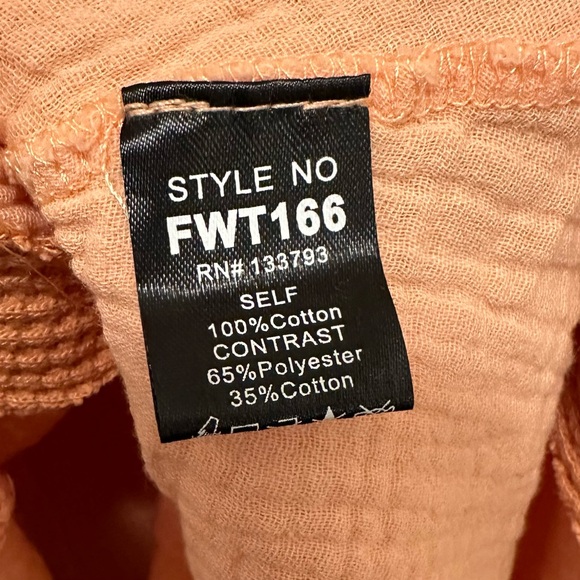 STYLE NO
FWT166
RN# 133793
SELF
100%Cotton
CONTRAST
65%Polyester
35%Cotton